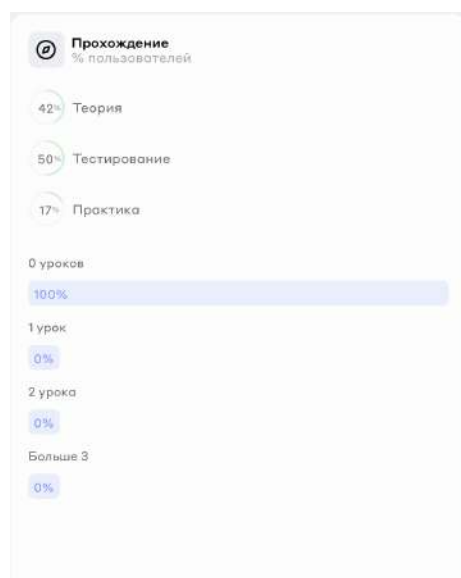 Прохождение
% пользователей
42% Теория
50% Тестирование
17% Практика
0 уроков
100%
1 урок
0%
2 урока
0%
Больше 3
0%